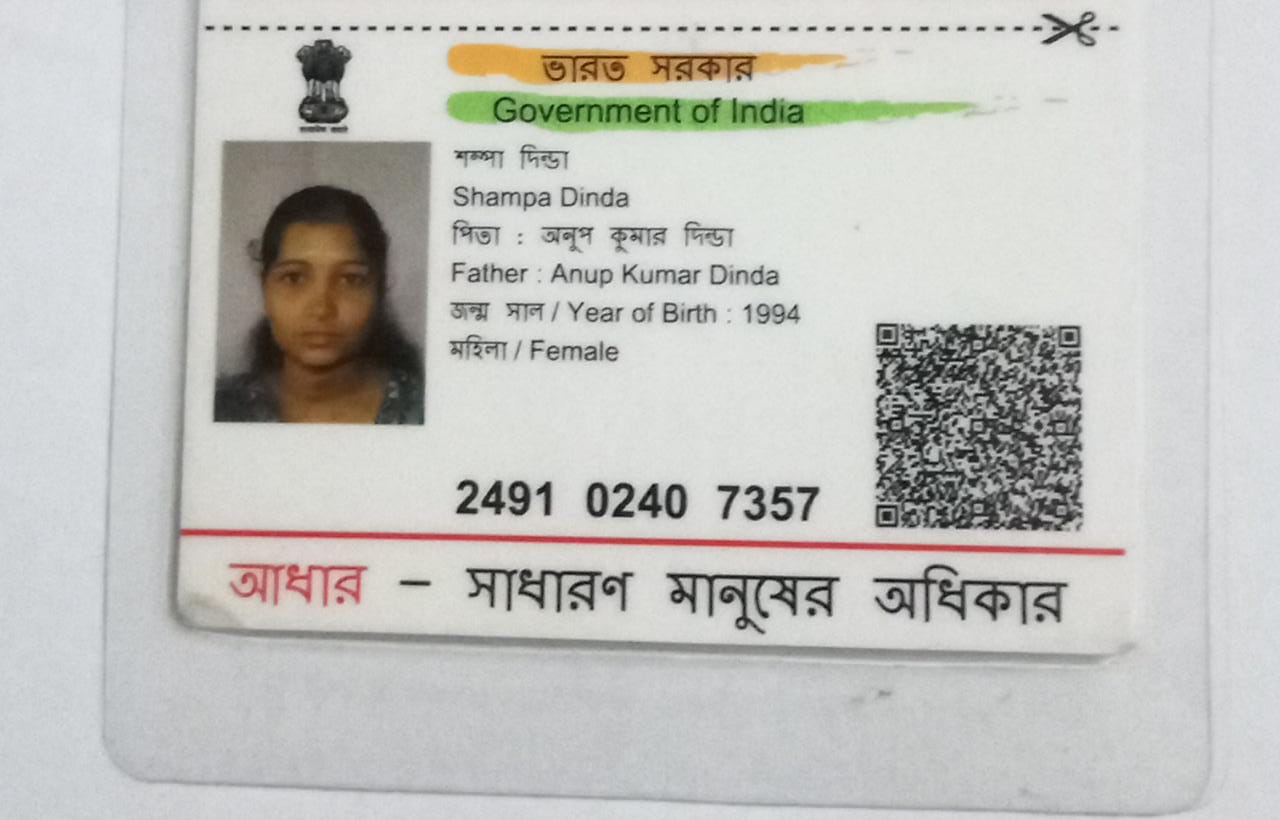 ভারত সরকার
Government of India
শম্পা দিন্ডা
Shampa Dinda
পিতা : অনূপ কুমার দিন্ডা
Father : Anup Kumar Dinda
জন্ম সাল / Year of Birth : 1994
মহিলা / Female
2491 0240 7357
আধার – সাধারণ মানুষের অধিকার